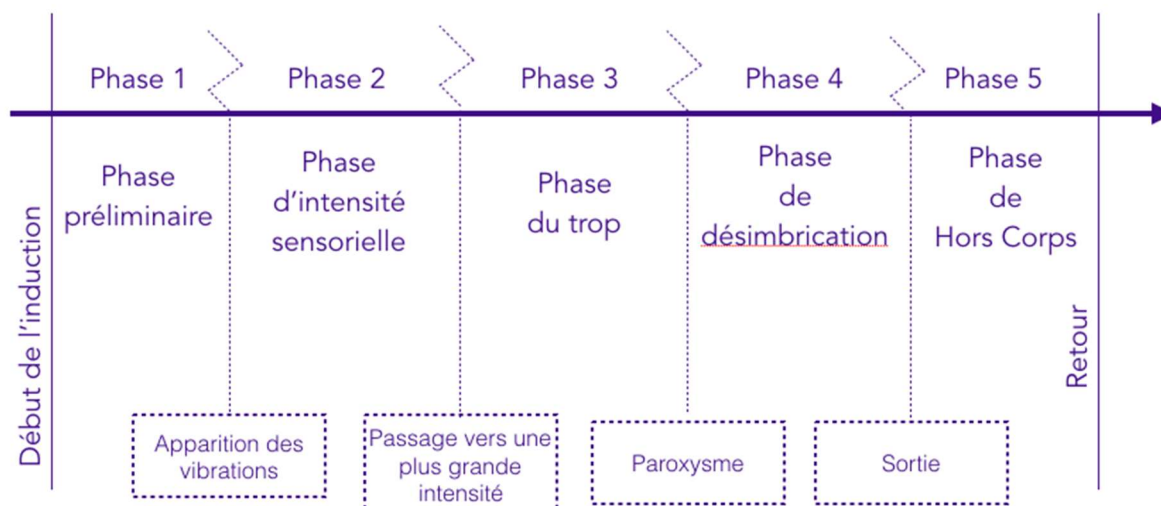 Phase 1
Phase 2
Phase 3
Phase 4
Phase 5
Phase
préliminaire
Phase
d’intensité
sensorielle
Phase
du trop
Phase
de
désimbrication
Phase
de
Hors Corps
Début de l’induction
Retour
Apparition des
vibrations
Passage vers une
plus grande
intensité
Paroxysme
Sortie